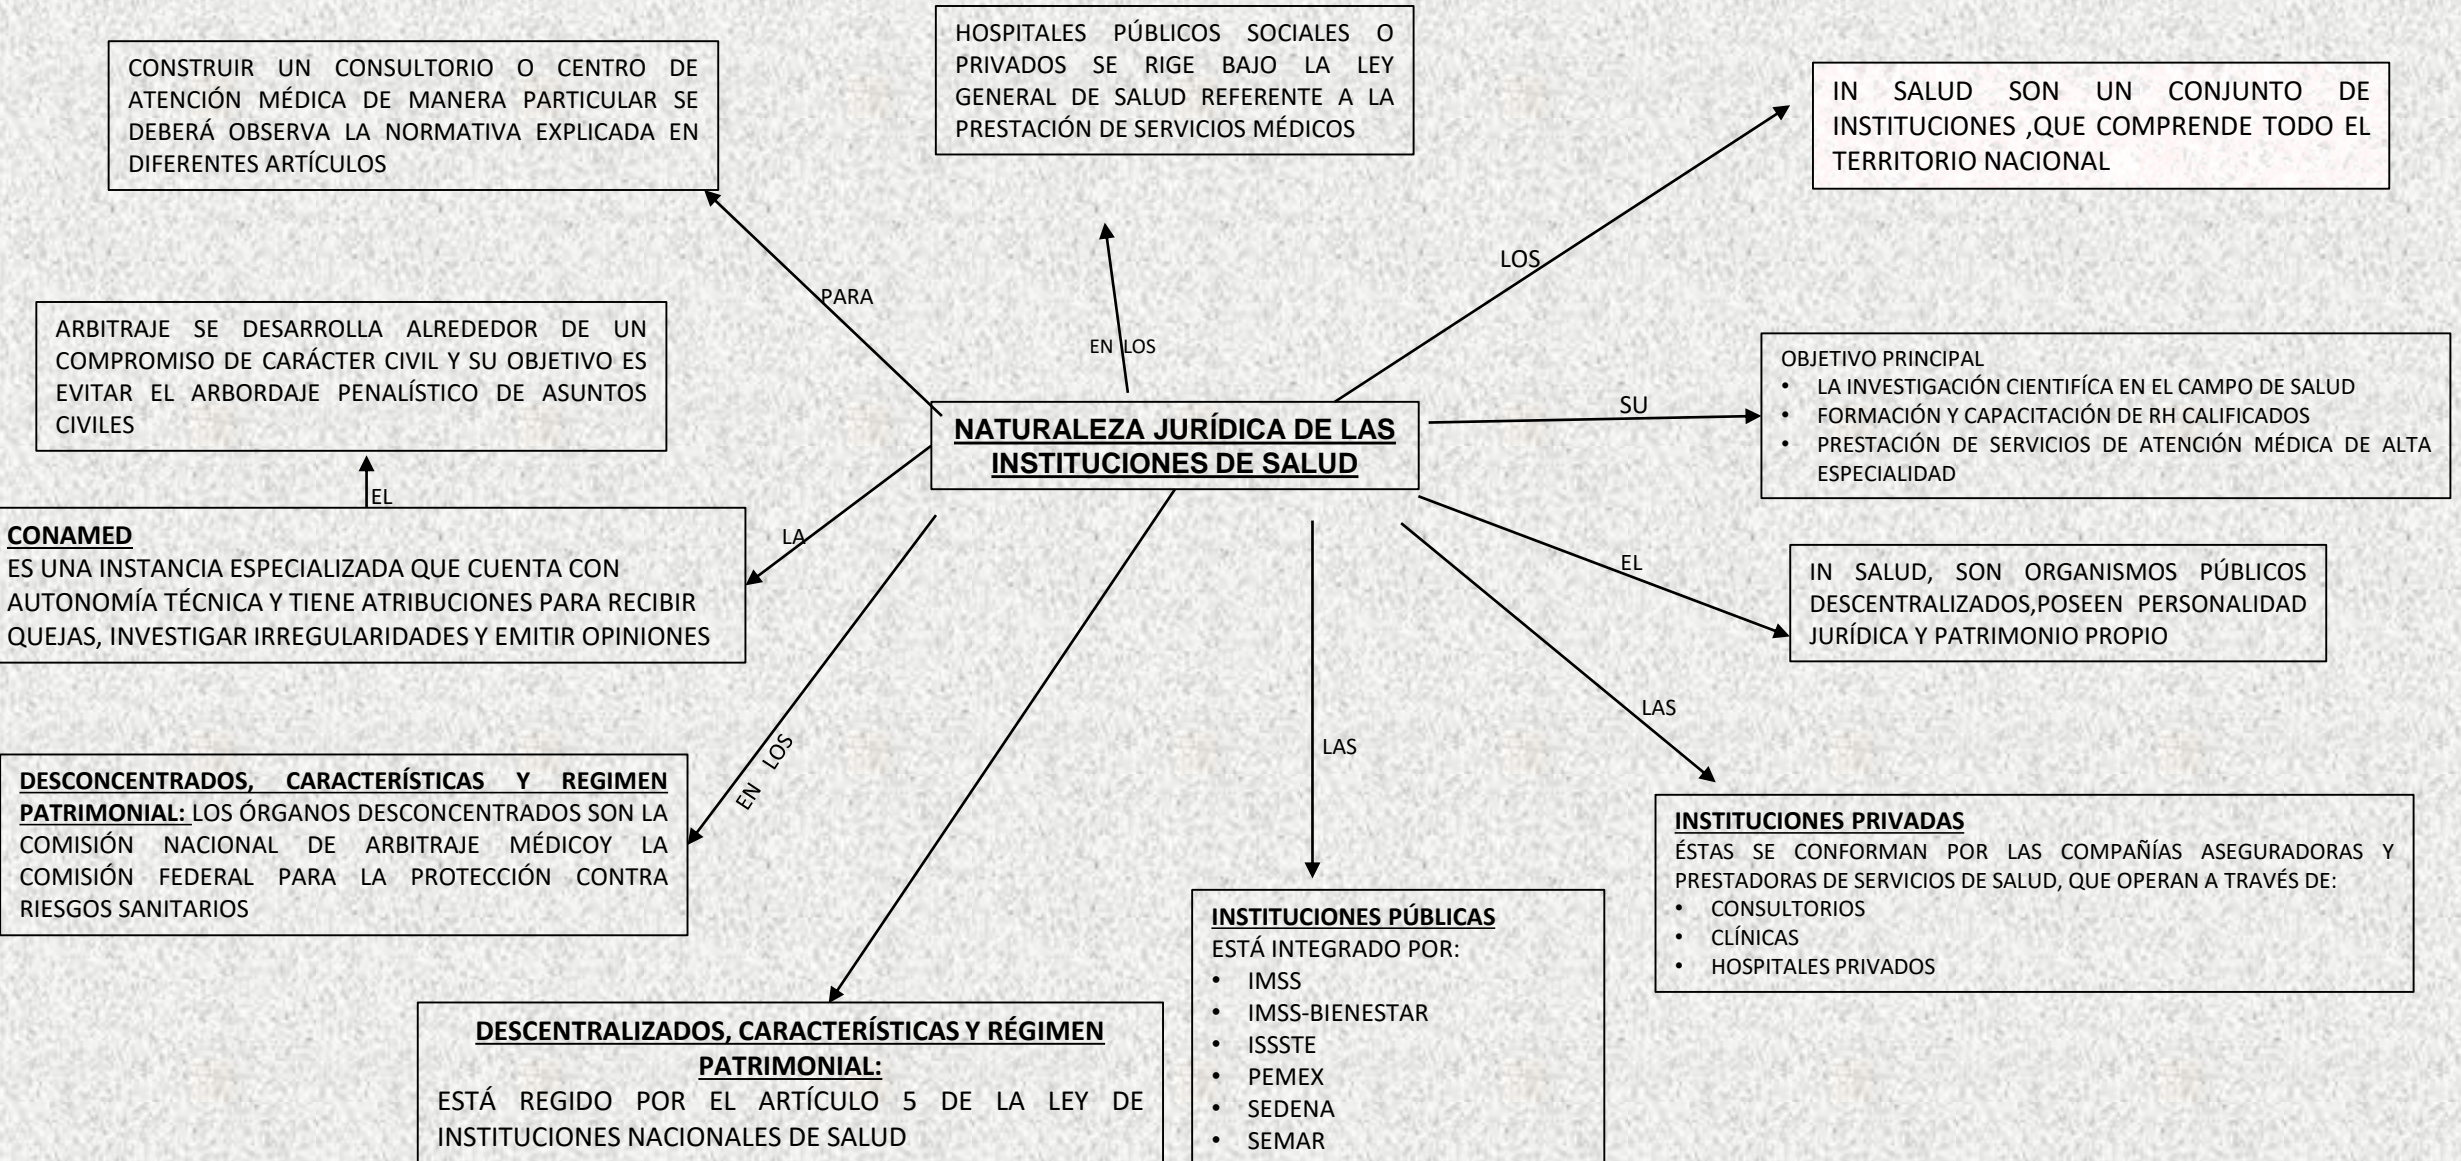 CONSTRUIR UN CONSULTORIO O CENTRO DE
ATENCIÓN MÉDICA DE MANERA PARTICULAR SE
DEBERÁ OBSERVA LA NORMATIVA EXPLICADA EN
DIFERENTES ARTÍCULOS
HOSPITALES PÚBLICOS SOCIALES O
PRIVADOS SE RIGE BAJO LA LEY
GENERAL DE SALUD REFERENTE A LA
PRESTACIÓN DE SERVICIOS MÉDICOS
IN SALUD SON UN CONJUNTO DE
INSTITUCIONES ,QUE COMPRENDE TODO EL
TERRITORIO NACIONAL
LOS
PARA
EN LOS
ARBITRAJE SE DESARROLLA ALREDEDOR DE UN
COMPROMISO DE CARÁCTER CIVIL Y SU OBJETIVO ES
EVITAR EL ARBORDAJE PENALÍSTICO DE ASUNTOS
CIVILES
OBJETIVO PRINCIPAL
• LA INVESTIGACIÓN CIENTIFÍCA EN EL CAMPO DE SALUD
• FORMACIÓN Y CAPACITACIÓN DE RH CALIFICADOS
• PRESTACIÓN DE SERVICIOS DE ATENCIÓN MÉDICA DE ALTA
ESPECIALIDAD
SU
NATURALEZA JURÍDICA DE LAS
INSTITUCIONES DE SALUD
EL
LA
EL
CONAMED
ES UNA INSTANCIA ESPECIALIZADA QUE CUENTA CON
AUTONOMÍA TÉCNICA Y TIENE ATRIBUCIONES PARA RECIBIR
QUEJAS, INVESTIGAR IRREGULARIDADES Y EMITIR OPINIONES
IN SALUD, SON ORGANISMOS PÚBLICOS
DESCENTRALIZADOS,POSEEN PERSONALIDAD
JURÍDICA Y PATRIMONIO PROPIO
LAS
LAS
EN LOS
DESCONCENTRADOS, CARACTERÍSTICAS Y REGIMEN
PATRIMONIAL: LOS ÓRGANOS DESCONCENTRADOS SON LA
COMISIÓN NACIONAL DE ARBITRAJE MÉDICOY LA
COMISIÓN FEDERAL PARA LA PROTECCIÓN CONTRA
RIESGOS SANITARIOS
INSTITUCIONES PRIVADAS
ÉSTAS SE CONFORMAN POR LAS COMPAÑÍAS ASEGURADORAS Y
PRESTADORAS DE SERVICIOS DE SALUD, QUE OPERAN A TRAVÉS DE:
• CONSULTORIOS
• CLÍNICAS
• HOSPITALES PRIVADOS
INSTITUCIONES PÚBLICAS
ESTÁ INTEGRADO POR:
• IMSS
• IMSS-BIENESTAR
• ISSSTE
• PEMEX
• SEDENA
• SEMAR
DESCENTRALIZADOS, CARACTERÍSTICAS Y RÉGIMEN
PATRIMONIAL:
ESTÁ REGIDO POR EL ARTÍCULO 5 DE LA LEY DE
INSTITUCIONES NACIONALES DE SALUD